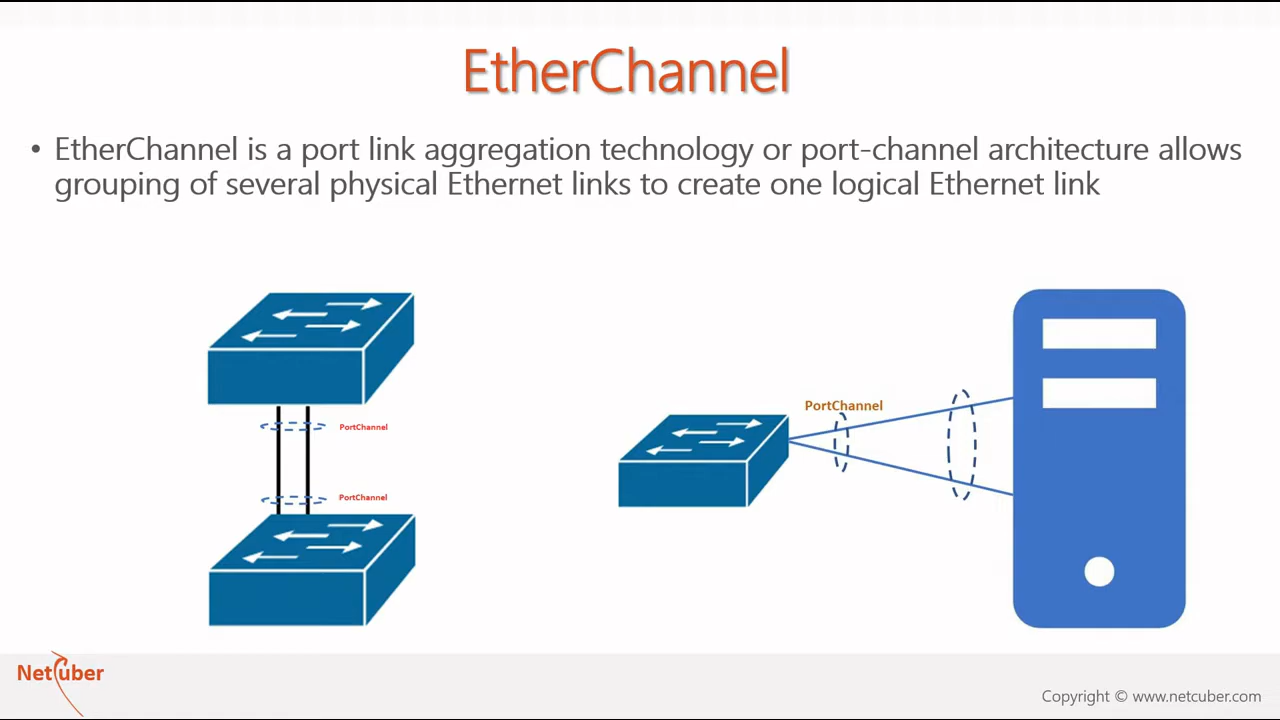 EtherChannel
• EtherChannel is a port link aggregation technology or port-channel architecture allows
grouping of several physical Ethernet links to create one logical Ethernet link
PortChannel
PortChannel
PortChannel
NetCuber
Copyright © www.netcuber.com